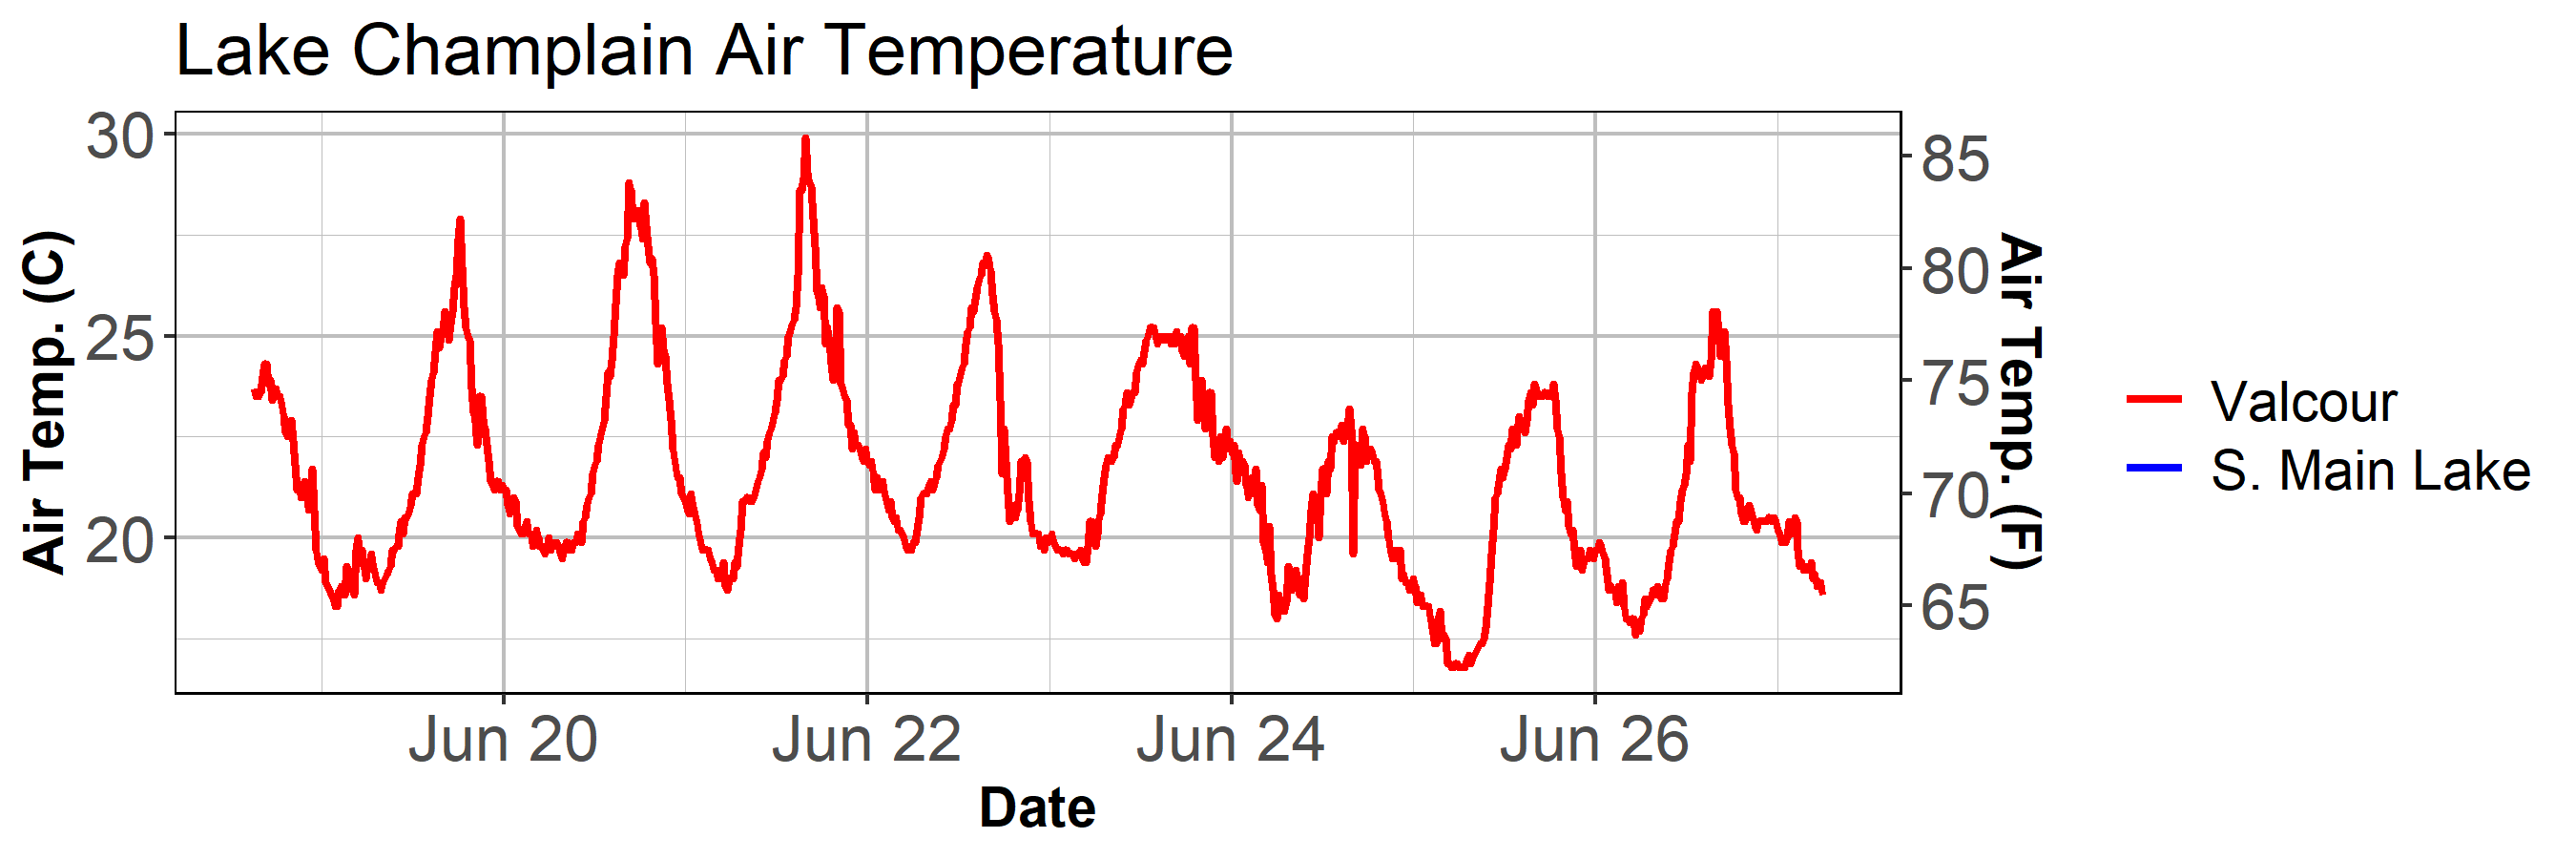 Lake Champlain Air Temperature
Air Temp. (C)
30
25
20
85
80
75
70
65
Air Temp. (F)
Jun 20
Jun 22
Jun 24
Jun 26
Date
Valcour
S. Main Lake